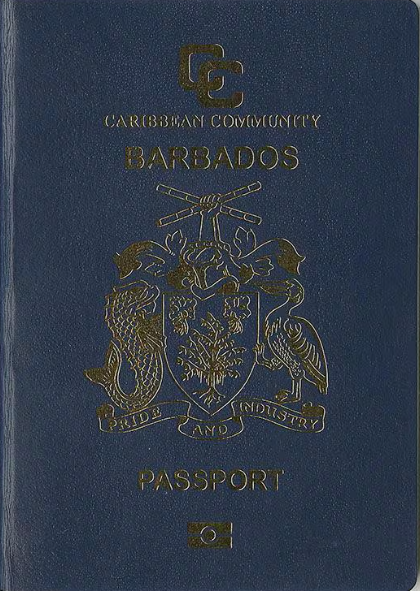 CC
CARIBBEAN COMMUNITY
BARBADOS
PRIDE AND INDUSTRY
PASSPORT